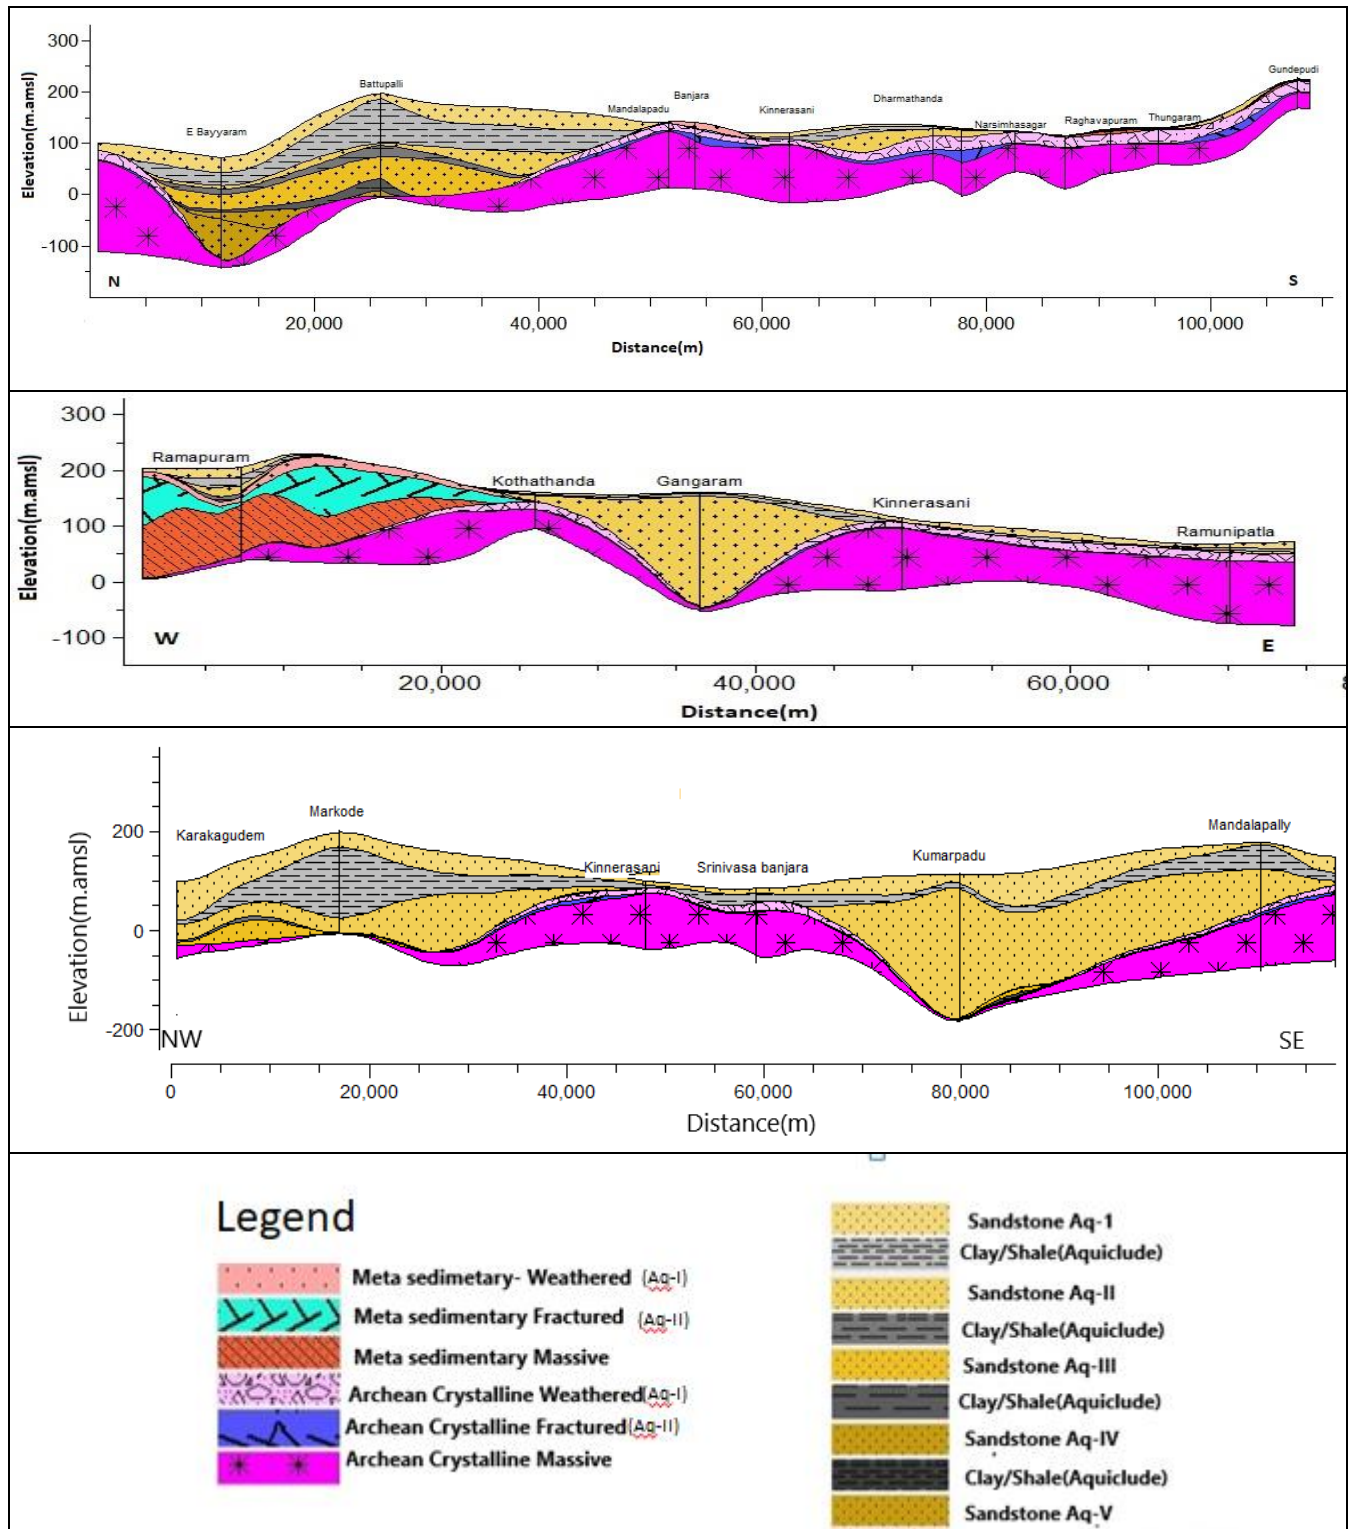 300
200
100
0
-100
Elevation(m.amsl)
E Bayyaram
Battupalli
Mandalapadu
Banjara
Kinnerasani
Dharmathanda
Narsimhasagar
Raghavapuram
Thungaram
Gundepudi
N
S
20,000
40,000
60,000
80,000
100,000
Distance(m)
300
200
100
0
-100
Elevation(m.amsl)
Ramapuram
Kothathanda
Gangaram
Kinnerasani
Ramunipatla
W
E
20,000
40,000
60,000
Distance(m)
200
0
-200
Elevation(m.amsl)
Karakagudem
Markode
Kinnerasani
Srinivasa banjara
Kumarpadu
Mandalapally
NW
SE
0
20,000
40,000
60,000
80,000
100,000
Distance(m)
Legend
Meta sedimetary- Weathered (Aq-I)
Meta sedimentary Fractured (Aq-II)
Meta sedimentary Massive
Archean Crystalline Weathered(Aq-I)
Archean Crystalline Fractured(Aq-II)
Archean Crystalline Massive
Sandstone Aq-1
Clay/Shale(Aquiclude)
Sandstone Aq-II
Clay/Shale(Aquiclude)
Sandstone Aq-III
Clay/Shale(Aquiclude)
Sandstone Aq-IV
Clay/Shale(Aquiclude)
Sandstone Aq-V